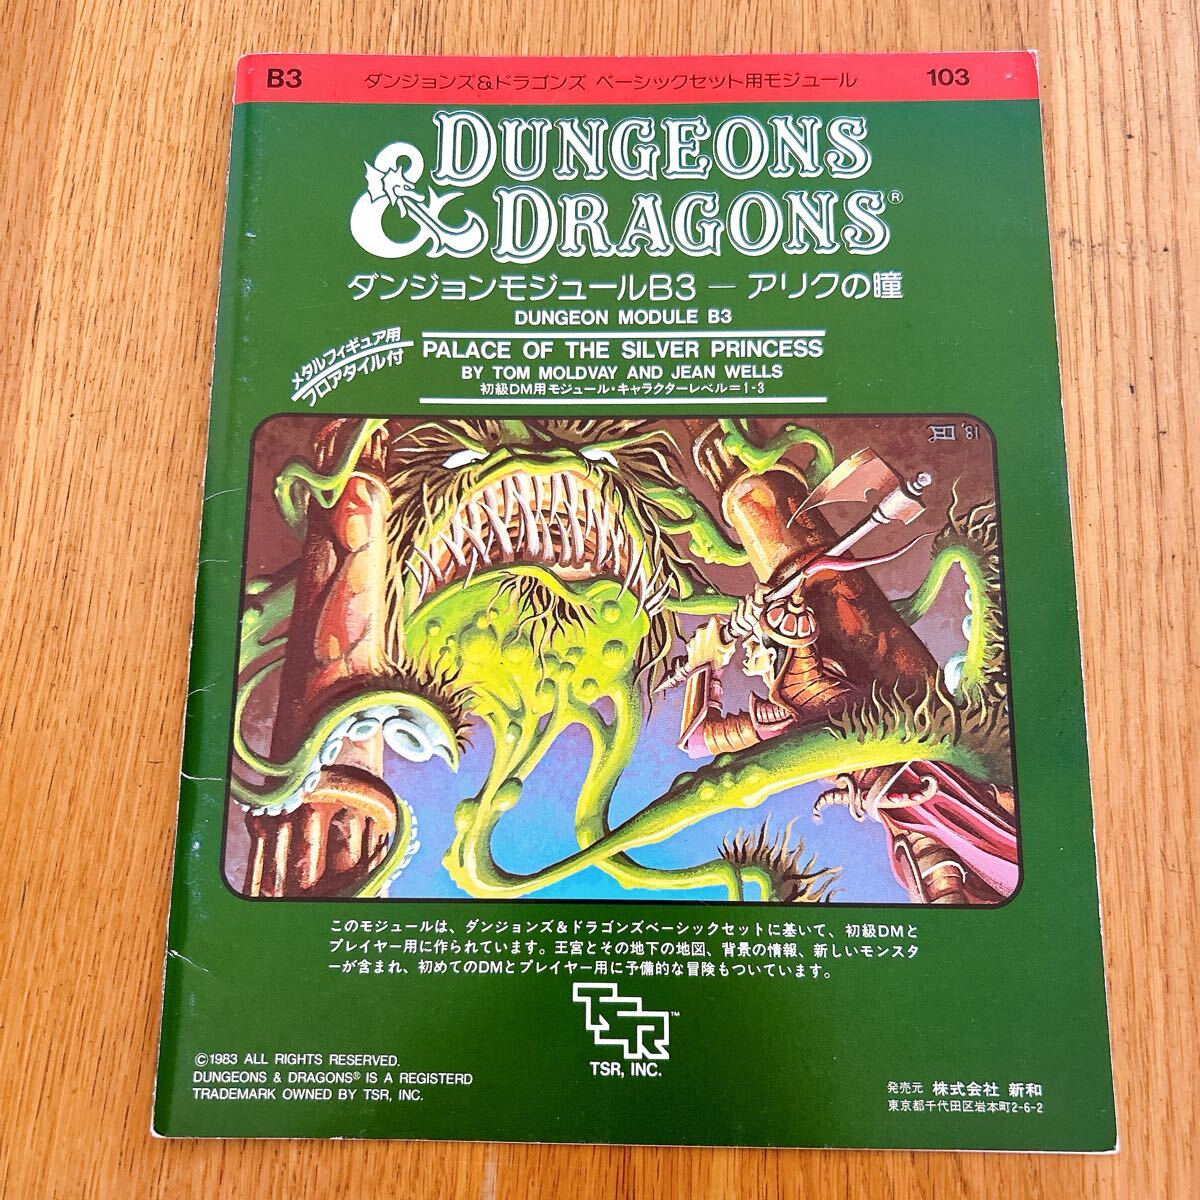 B3 ダンジョンズ&ドラゴンズ ベーシックセット用モジュール 103
DUNGEONS
& DRAGONS®
ダンジョンモジュールB3 — アリクの瞳
DUNGEON MODULE B3
メタルフィギュア用
フロアタイル付
PALACE OF THE SILVER PRINCESS
BY TOM MOLDVAY AND JEAN WELLS
初級DM用モジュール・キャラクターレベル=1-3
'81
このモジュールは、ダンジョンズ&ドラゴンズベーシックセットに基いて、初級DMと
プレイヤー用に作られています。王宮とその地下の地図、背景の情報、新しいモンスタ
ーが含まれ、初めてのDMとプレイヤー用に予備的な冒険もついています。
TSR™
TSR, INC.
©1983 ALL RIGHTS RESERVED.
DUNGEONS & DRAGONS® IS A REGISTERD
TRADEMARK OWNED BY TSR, INC.
発売元 株式会社 新和
東京都千代田区岩本町2-6-2